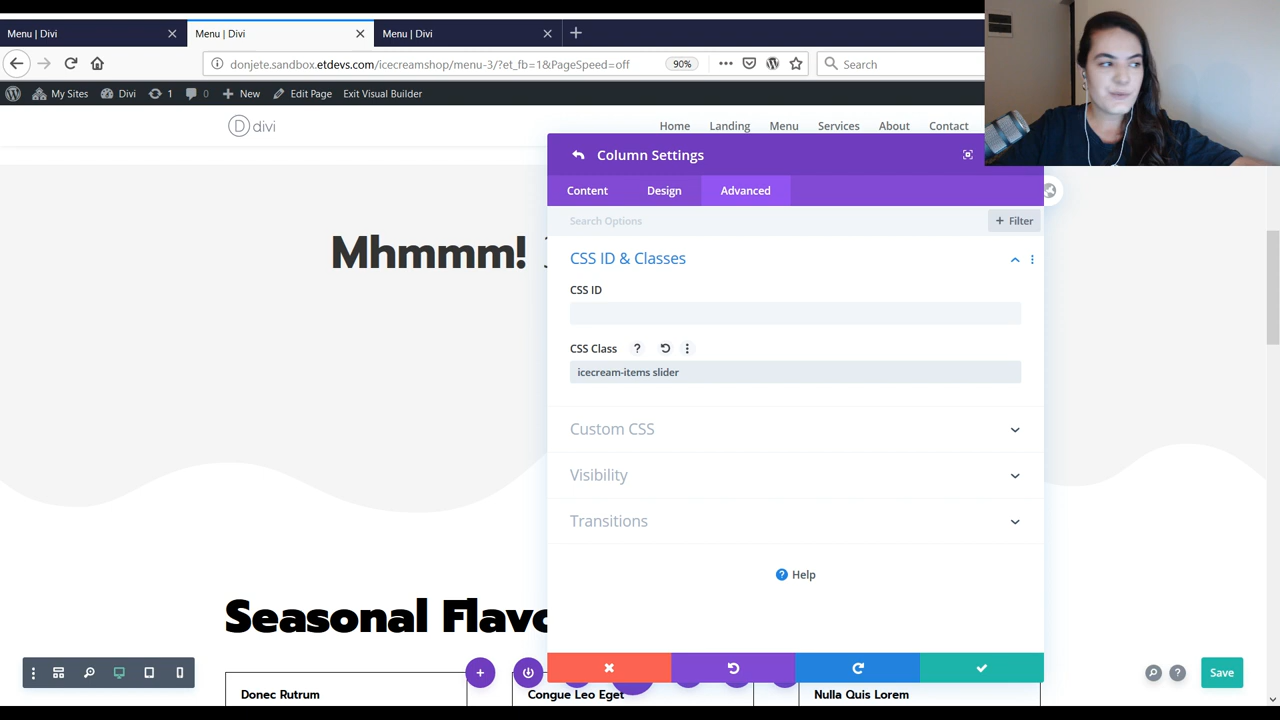 Menu | Divi
Menu | Divi
Menu | Divi
donjete.sandbox.etdevs.com/icecreamshop/menu-3/?et_fb=1&PageSpeed=off
90%
Search
My Sites
Divi
1
0
New
Edit Page
Exit Visual Builder
D divi
Home
Landing
Menu
Services
About
Contact
Column Settings
Content
Design
Advanced
Search Options
+ Filter
Mhmmm!
CSS ID & Classes
CSS ID
CSS Class
icecream-items slider
Custom CSS
Visibility
Transitions
Help
Seasonal Flavo
Donec Rutrum
Congue Leo Eget
Nulla Quis Lorem
Save